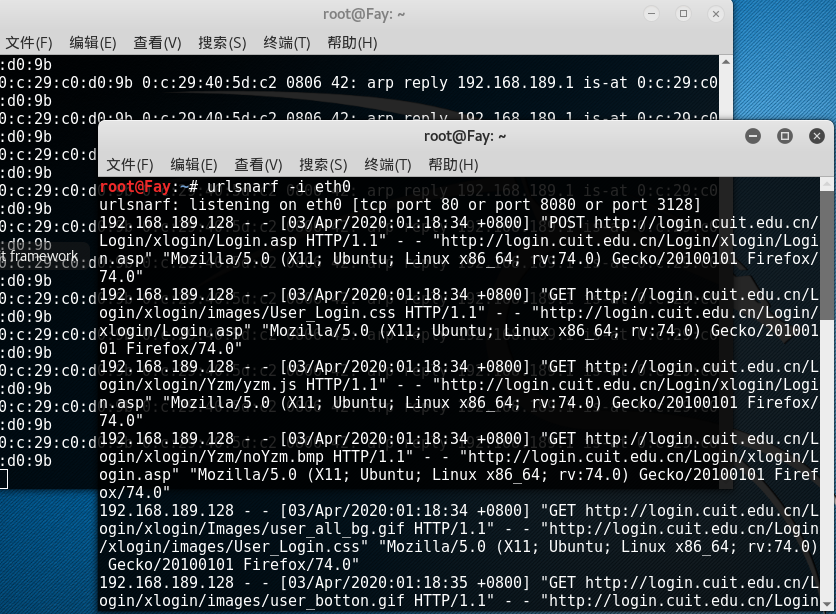 root@Fay: ~
文件(F) 编辑(E) 查看(V) 搜索(S) 终端(T) 帮助(H)
:d0:9b
0:c:29:c0:d0:9b 0:c:29:40:5d:c2 0806 42: arp reply 192.168.189.1 is-at 0:c:29:c0
:d0:9b
0:c:29:c0:d0:9b 0:c:29:40:5d:c2 0806 42: arp reply 192.168.189.1 is-at 0:c:29:c0
:d0:9b
0:c:29:c0:d
:d0:9b
0:c:29:c0:d
:d0:9b
0:c:29:c0:d
:d0:9b
t framework
:d0:9b
0:c:29:c0:d
:d0:9b
0:c:29:c0:d
:d0:9b
0:c:29:c0:d
:d0:9b
0:c:29:c0:d
:d0:9b
0:c:29:c0:d
:d0:9b
root@Fay: ~
文件(F) 编辑(E) 查看(V) 搜索(S) 终端(T) 帮助(H)
root@Fay:~# urlsnarf -i eth0
urlsnarf: listening on eth0 [tcp port 80 or port 8080 or port 3128]
192.168.189.128 - - [03/Apr/2020:01:18:34 +0800] "POST http://login.cuit.edu.cn/
Login/xlogin/Login.asp HTTP/1.1" - - "http://login.cuit.edu.cn/Login/xlogin/Logi
n.asp" "Mozilla/5.0 (X11; Ubuntu; Linux x86_64; rv:74.0) Gecko/20100101 Firefox/
74.0"
192.168.189.128 - - [03/Apr/2020:01:18:34 +0800] "GET http://login.cuit.edu.cn/L
ogin/xlogin/images/User_Login.css HTTP/1.1" - - "http://login.cuit.edu.cn/Login/
xlogin/Login.asp" "Mozilla/5.0 (X11; Ubuntu; Linux x86_64; rv:74.0) Gecko/201001
01 Firefox/74.0"
192.168.189.128 - - [03/Apr/2020:01:18:34 +0800] "GET http://login.cuit.edu.cn/L
ogin/xlogin/Yzm/yzm.js HTTP/1.1" - - "http://login.cuit.edu.cn/Login/xlogin/Logi
n.asp" "Mozilla/5.0 (X11; Ubuntu; Linux x86_64; rv:74.0) Gecko/20100101 Firefox/
74.0"
192.168.189.128 - - [03/Apr/2020:01:18:34 +0800] "GET http://login.cuit.edu.cn/L
ogin/xlogin/Yzm/noYzm.bmp HTTP/1.1" - - "http://login.cuit.edu.cn/Login/xlogin/L
ogin.asp" "Mozilla/5.0 (X11; Ubuntu; Linux x86_64; rv:74.0) Gecko/20100101 Firef
ox/74.0"
192.168.189.128 - - [03/Apr/2020:01:18:34 +0800] "GET http://login.cuit.edu.cn/L
ogin/xlogin/Images/user_all_bg.gif HTTP/1.1" - - "http://login.cuit.edu.cn/Login
/xlogin/images/User_Login.css" "Mozilla/5.0 (X11; Ubuntu; Linux x86_64; rv:74.0)
 Gecko/20100101 Firefox/74.0"
192.168.189.128 - - [03/Apr/2020:01:18:35 +0800] "GET http://login.cuit.edu.cn/L
ogin/xlogin/images/user_botton.gif HTTP/1.1" - - "http://login.cuit.edu.cn/Login